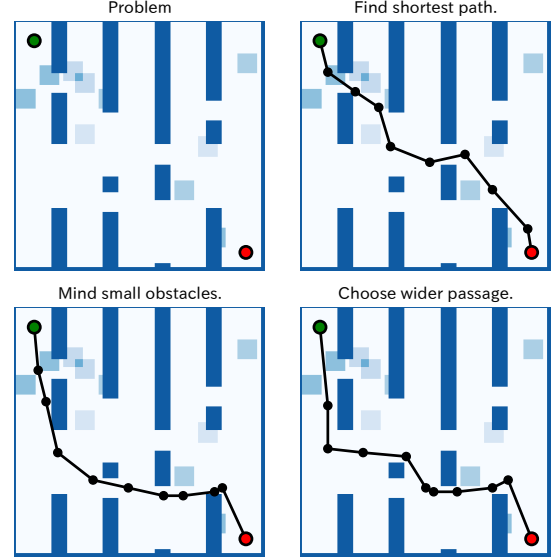 Problem
Find shortest path.
Mind small obstacles.
Choose wider passage.